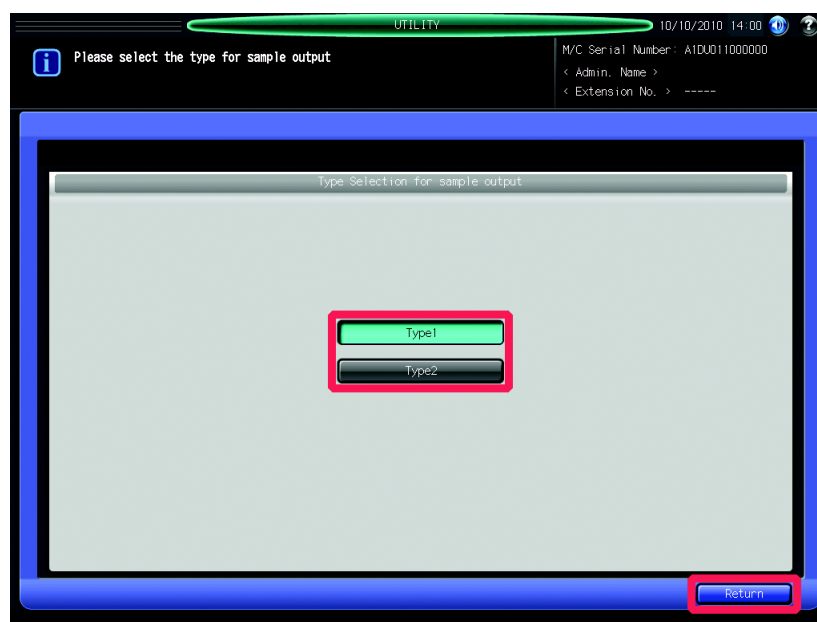 UTILITY
10/10/2010 14:00
Please select the type for sample output
M/C Serial Number: A1DU011000000
< Admin. Name >
< Extension No. > -----
Type Selection for sample output
Type1
Type2
Return